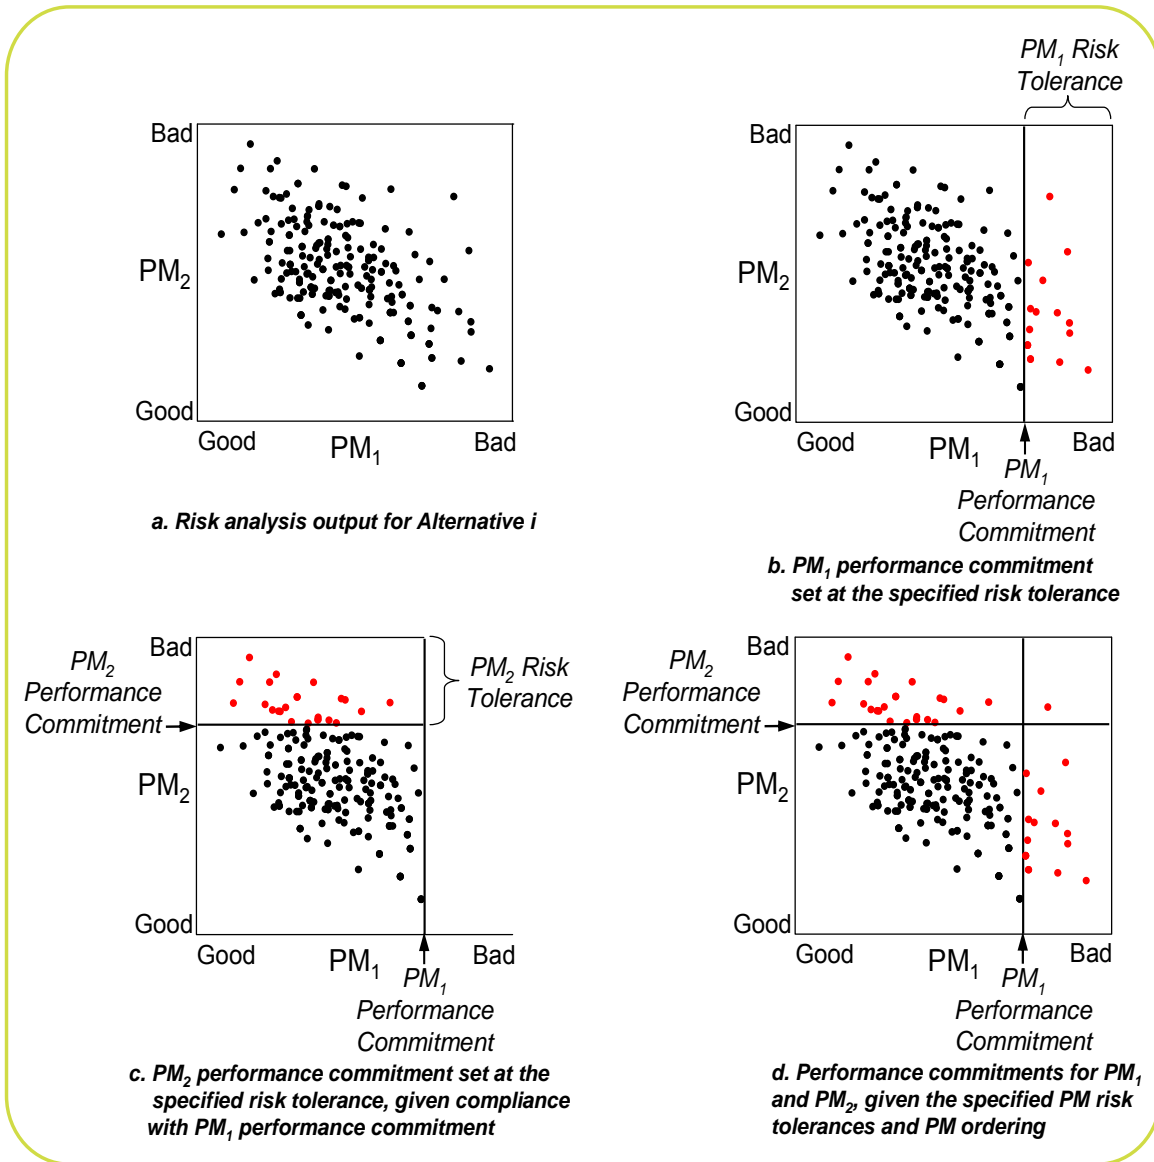 Bad
PM2
Good
Good
PM1
Bad
a. Risk analysis output for Alternative i
PM1 Risk
Tolerance
Bad
PM2
Good
Good
PM1
Bad
PM1
Performance
Commitment
b. PM1 performance commitment
set at the specified risk tolerance
PM2
Performance
Commitment
Bad
PM2 Risk
Tolerance
PM2
Good
Good
PM1
Bad
PM1
Performance
Commitment
c. PM2 performance commitment set at the
specified risk tolerance, given compliance
with PM1 performance commitment
PM2
Performance
Commitment
Bad
PM2
Good
Good
PM1
Bad
PM1
Performance
Commitment
d. Performance commitments for PM1
and PM2, given the specified PM risk
tolerances and PM ordering